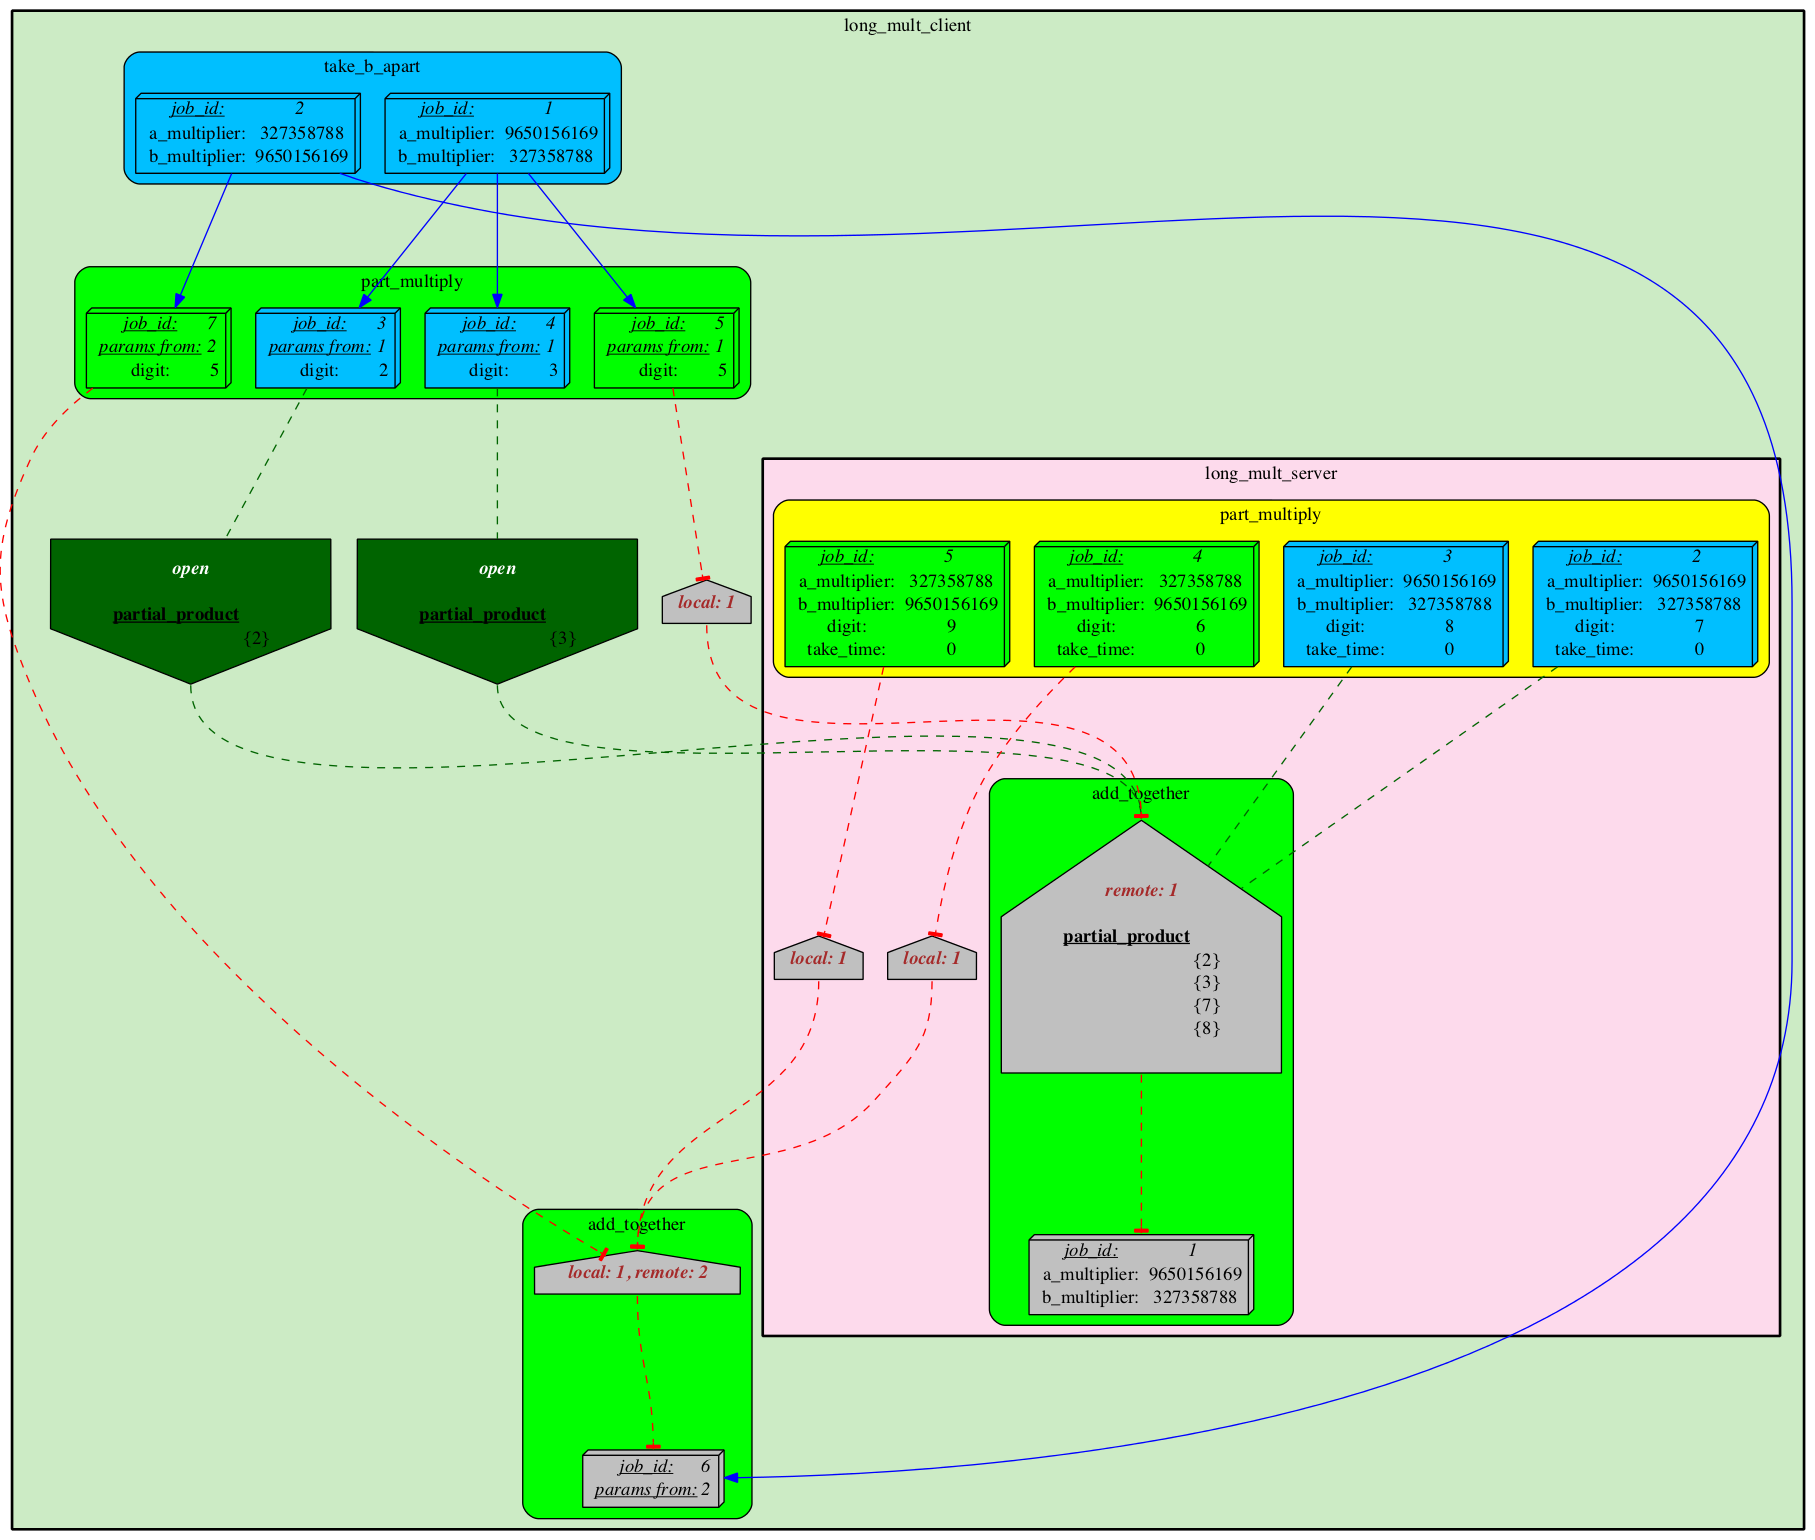 long_mult_client
take_b_apart
job_id: 2
a_multiplier: 327358788
b_multiplier: 9650156169
job_id: 1
a_multiplier: 9650156169
b_multiplier: 327358788
part_multiply
job_id: 7
params from: 2
digit: 5
job_id: 3
params from: 1
digit: 2
job_id: 4
params from: 1
digit: 3
job_id: 5
params from: 1
digit: 5
long_mult_server
part_multiply
open
partial_product
{2}
open
partial_product
{3}
local: 1
job_id: 5
a_multiplier: 327358788
b_multiplier: 9650156169
digit: 9
take_time: 0
job_id: 4
a_multiplier: 327358788
b_multiplier: 9650156169
digit: 6
take_time: 0
job_id: 3
a_multiplier: 9650156169
b_multiplier: 327358788
digit: 8
take_time: 0
job_id: 2
a_multiplier: 9650156169
b_multiplier: 327358788
digit: 7
take_time: 0
add_together
remote: 1
partial_product
{2}
{3}
{7}
{8}
local: 1
local: 1
add_together
local: 1 , remote: 2
job_id: 1
a_multiplier: 9650156169
b_multiplier: 327358788
job_id: 6
params from: 2